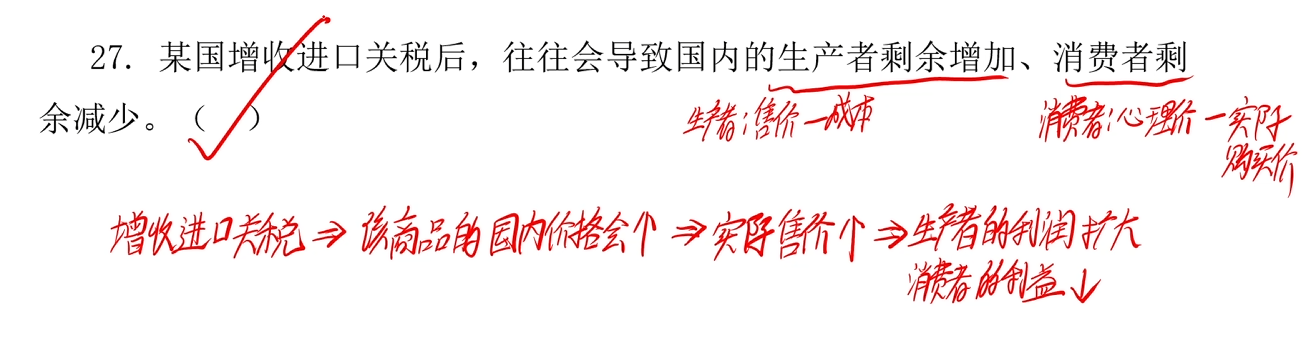 27. 某国增收进口关税后，往往会导致国内的生产者剩余增加、消费者剩
余减少。（ ）
生产者：售价－成本
消费者：心理价－实际
购买价
增收进口关税⇒该商品的国内价格会↑⇒实际售价↑⇒生产者的利润扩大
消费者的利益↓